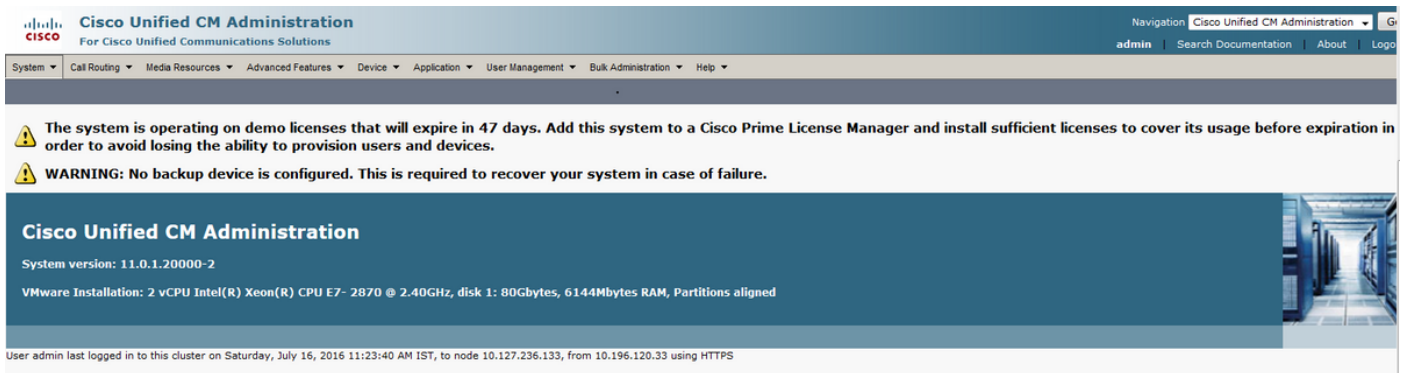 CISCO
Cisco Unified CM Administration
For Cisco Unified Communications Solutions
Navigation Cisco Unified CM Administration
admin | Search Documentation | About |
System Call Routing Media Resources Advanced Features Device Application User Management Bulk Administration Help
The system is operating on demo licenses that will expire in 47 days. Add this system to a Cisco Prime License Manager and install sufficient licenses to cover its usage before expiration in
order to avoid losing the ability to provision users and devices.
WARNING: No backup device is configured. This is required to recover your system in case of failure.
Cisco Unified CM Administration
System version: 11.0.1.20000-2
VMware Installation: 2 vCPU Intel(R) Xeon(R) CPU E7- 2870 @ 2.40GHz, disk 1: 80Gbytes, 6144Mbytes RAM, Partitions aligned
User admin last logged in to this cluster on Saturday, July 16, 2016 11:23:40 AM IST, to node 10.127.236.133, from 10.196.120.33 using HTTPS